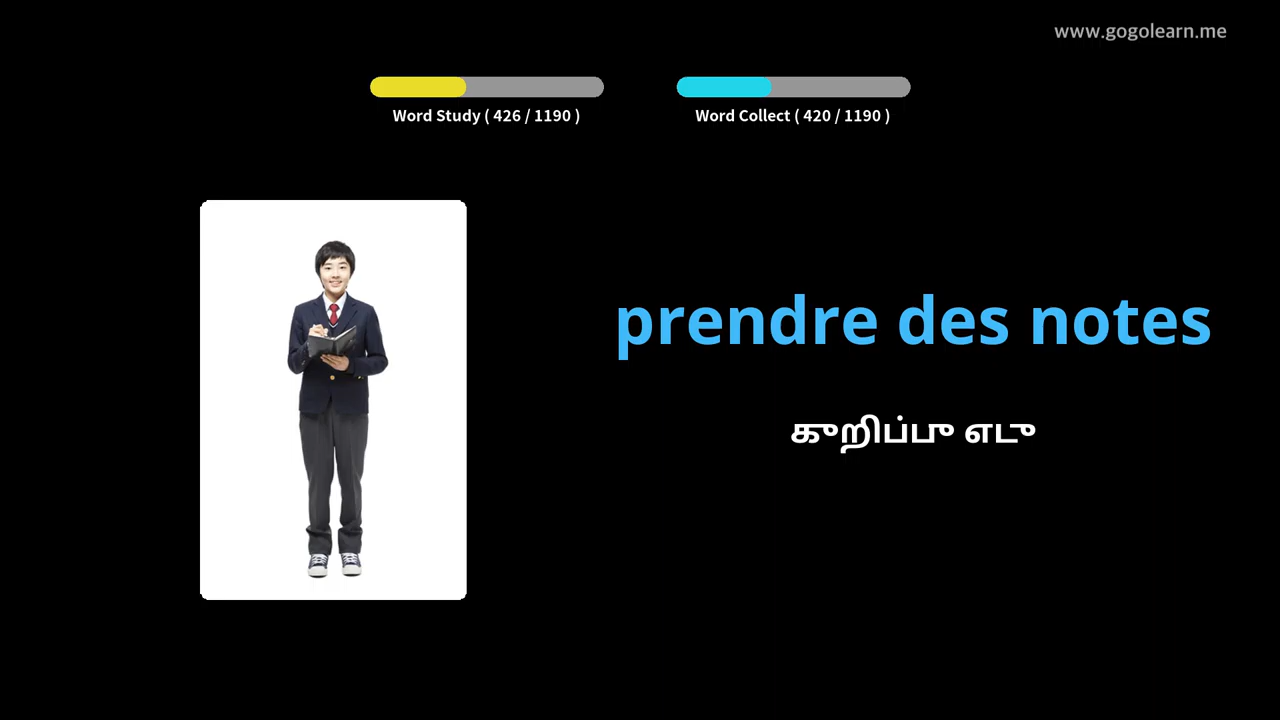 www.gogolearn.me
Word Study ( 426 / 1190 )
Word Collect ( 420 / 1190 )
prendre des notes
குறிப்பு எடு